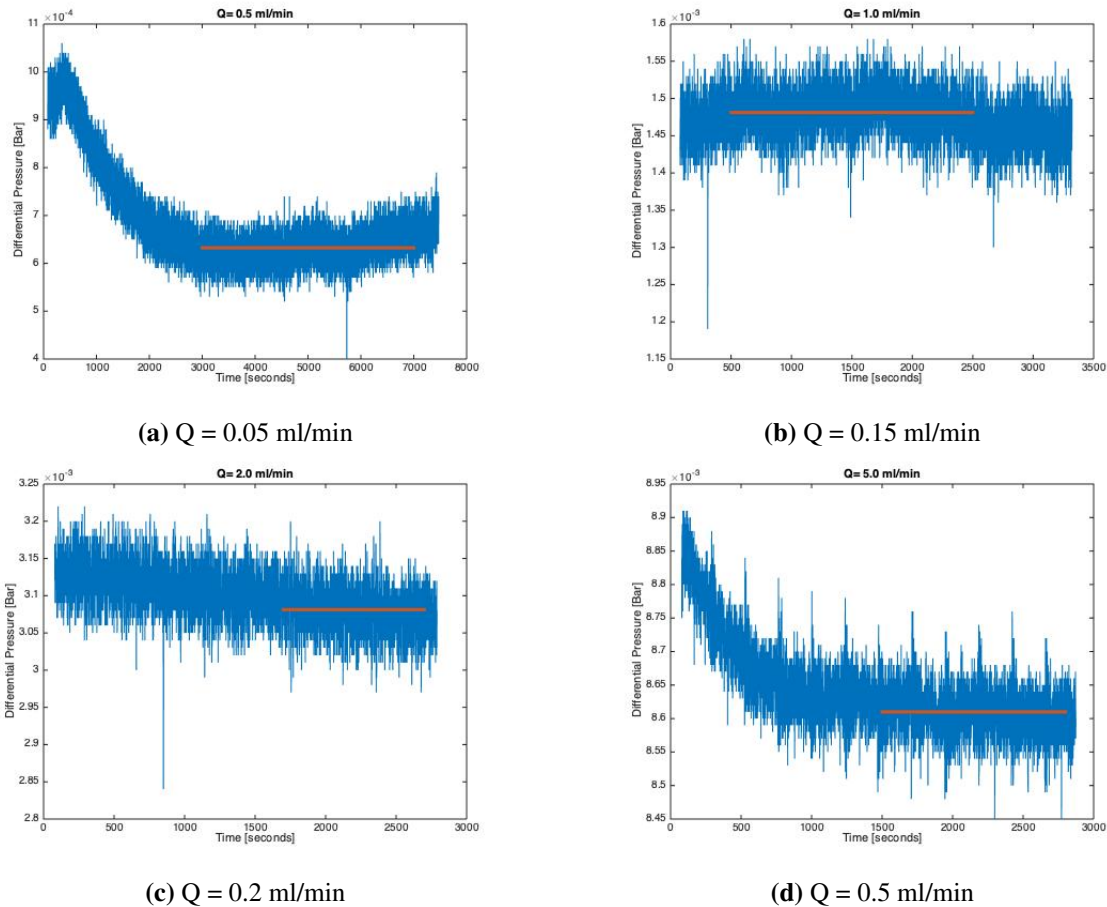 Q= 0.5 ml/min
×10⁻⁴
11
10
9
8
7
6
5
4
Differential Pressure [Bar]
0 1000 2000 3000 4000 5000 6000 7000 8000
Time [seconds]
(a) Q = 0.05 ml/min
Q= 1.0 ml/min
×10⁻³
1.6
1.55
1.5
1.45
1.4
1.35
1.3
1.25
1.2
1.15
Differential Pressure [Bar]
0 500 1000 1500 2000 2500 3000 3500
Time [seconds]
(b) Q = 0.15 ml/min
Q= 2.0 ml/min
×10⁻³
3.25
3.2
3.15
3.1
3.05
3
2.95
2.9
2.85
2.8
Differential Pressure [Bar]
0 500 1000 1500 2000 2500 3000
Time [seconds]
(c) Q = 0.2 ml/min
Q= 5.0 ml/min
×10⁻³
8.95
8.9
8.85
8.8
8.75
8.7
8.65
8.6
8.55
8.5
8.45
Differential Pressure [Bar]
0 500 1000 1500 2000 2500 3000
Time [seconds]
(d) Q = 0.5 ml/min